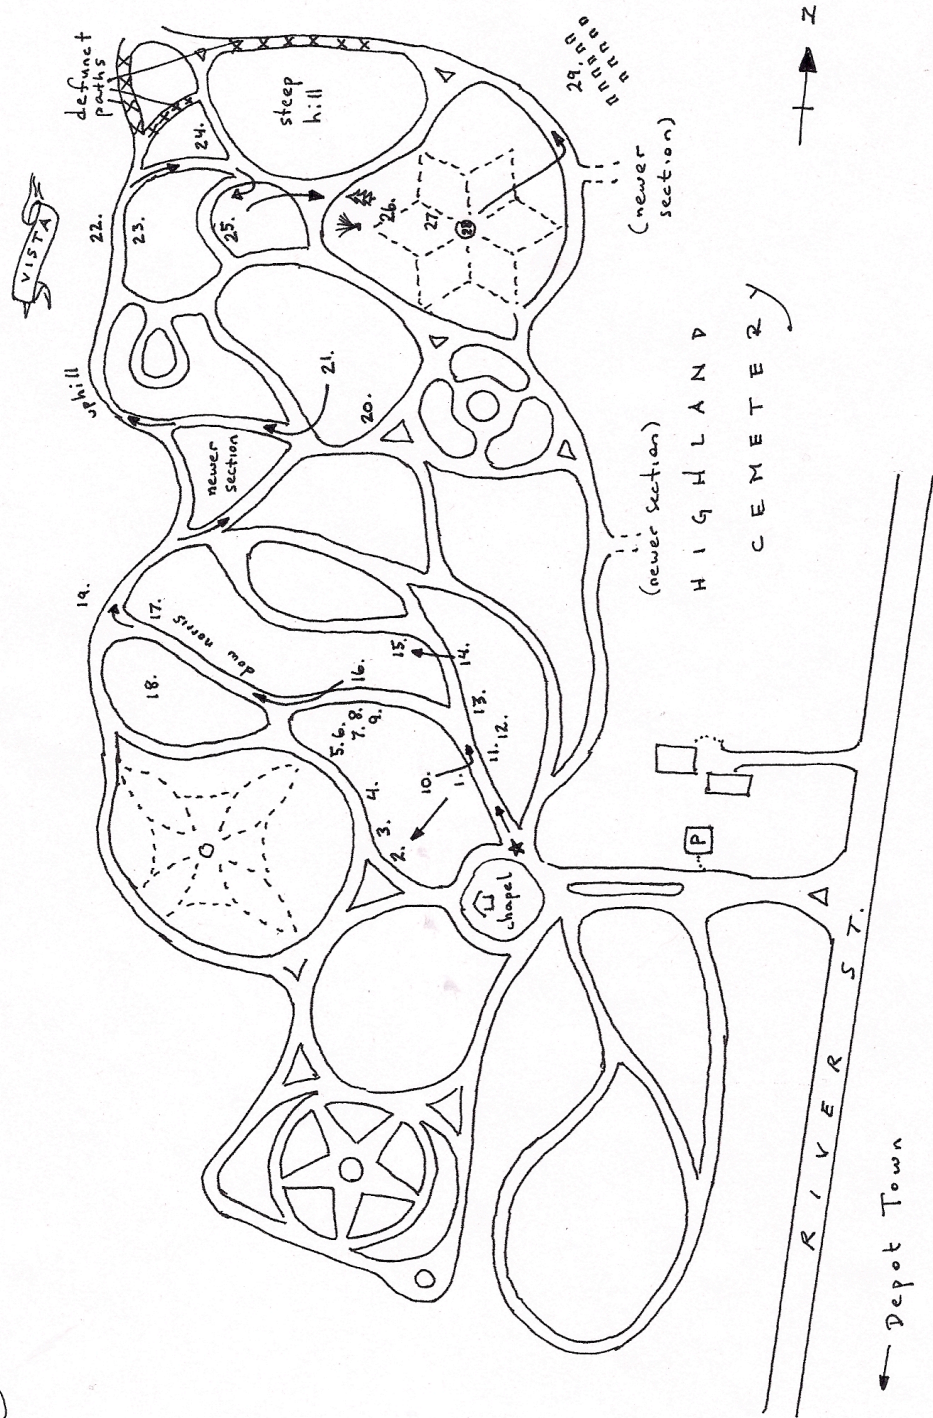 VISTA
defunct
paths
uphill
19.
22.
23.
17.
18.
24.
newer
section
25.
steep
hill
21.
5. 6.
7. 8.
9.
16.
4.
3.
2.
20.
26.
15.
10.
1.
27.
28
14.
13.
11.
12.
chapel
29.
(newer
section)
(newer section)
P
HIGHLAND
CEMETERY
N
RIVER ST.
Depot Town